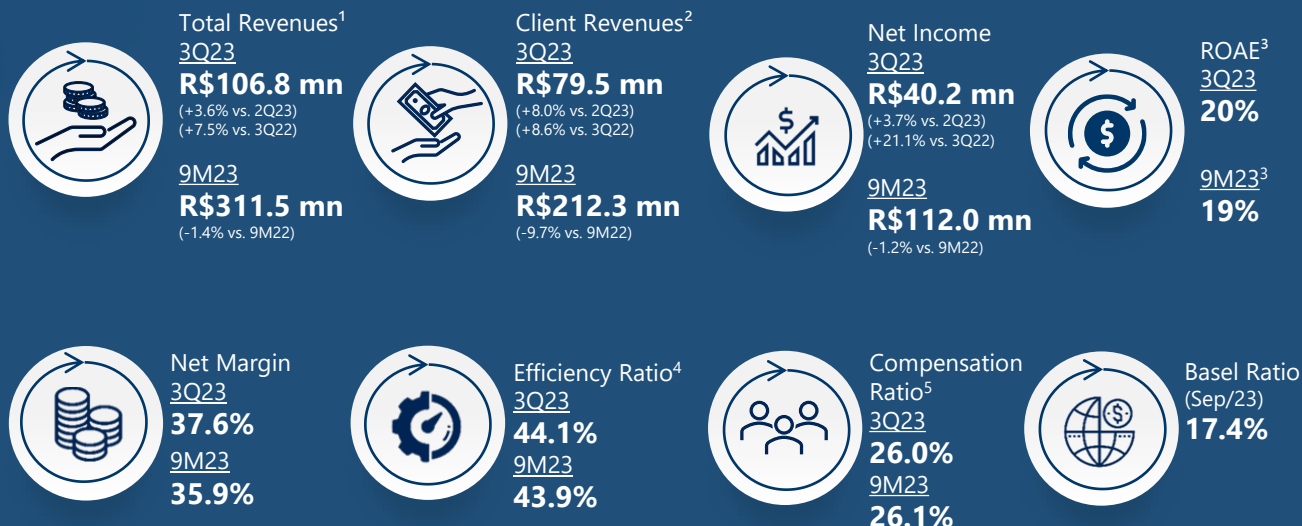 Total Revenues¹
3Q23
R$106.8 mn
(+3.6% vs. 2Q23)
(+7.5% vs. 3Q22)
9M23
R$311.5 mn
(-1.4% vs. 9M22)
Client Revenues²
3Q23
R$79.5 mn
(+8.0% vs. 2Q23)
(+8.6% vs. 3Q22)
9M23
R$212.3 mn
(-9.7% vs. 9M22)
Net Income
3Q23
R$40.2 mn
(+3.7% vs. 2Q23)
(+21.1% vs. 3Q22)
9M23
R$112.0 mn
(-1.2% vs. 9M22)
ROAE³
3Q23
20%
9M23³
19%
Net Margin
3Q23
37.6%
9M23
35.9%
Efficiency Ratio⁴
3Q23
44.1%
9M23
43.9%
Compensation
Ratio⁵
3Q23
26.0%
9M23
26.1%
Basel Ratio
(Sep/23)
17.4%